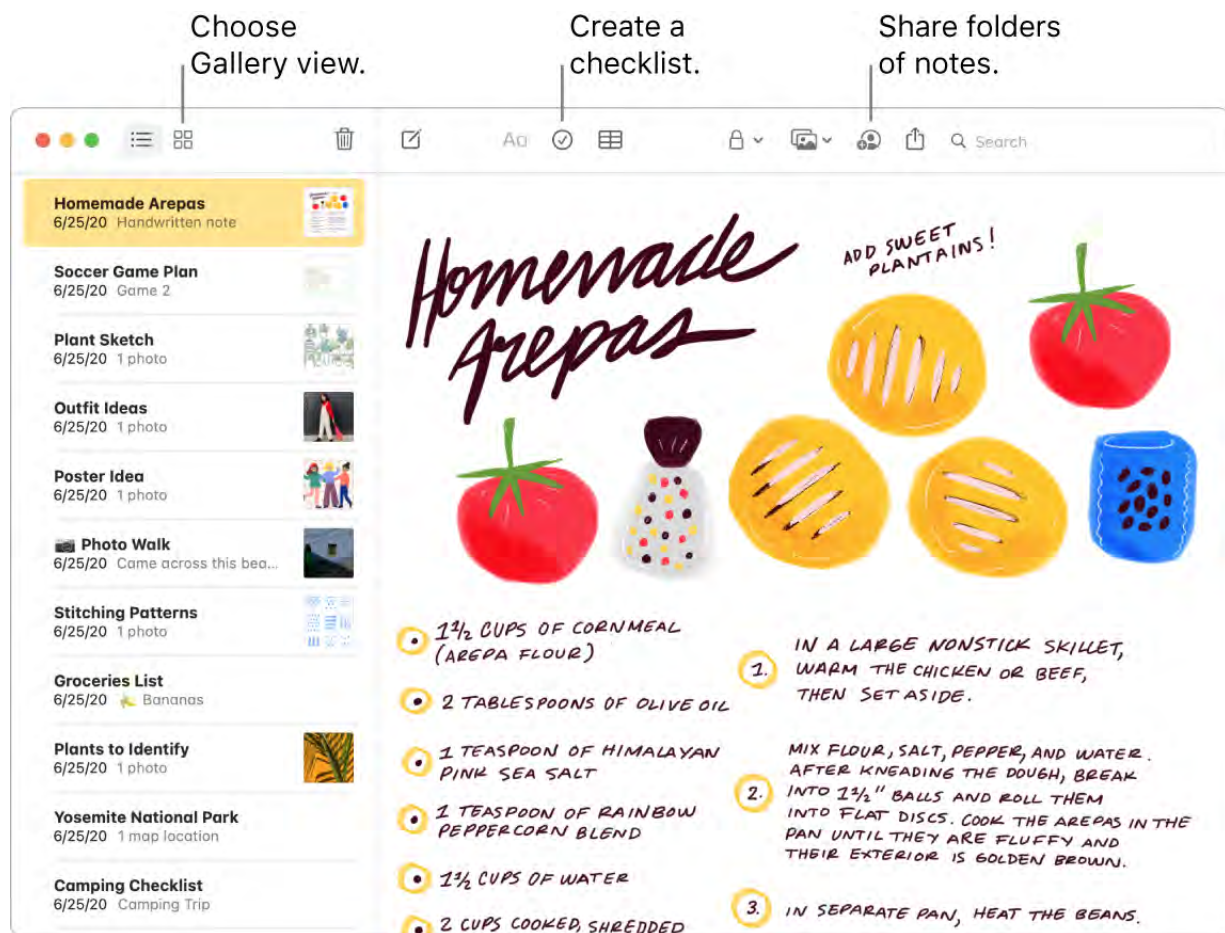 Choose
Gallery view.
Create a
checklist.
Share folders
of notes.
Aa
Search
Homemade Arepas
6/25/20 Handwritten note
Soccer Game Plan
6/25/20 Game 2
Plant Sketch
6/25/20 1 photo
Outfit Ideas
6/25/20 1 photo
Poster Idea
6/25/20 1 photo
📷 Photo Walk
6/25/20 Came across this bea...
Stitching Patterns
6/25/20 1 photo
Groceries List
6/25/20 🍌 Bananas
Plants to Identify
6/25/20 1 photo
Yosemite National Park
6/25/20 1 map location
Camping Checklist
6/25/20 Camping Trip
Homemade
Arepas
ADD SWEET
PLANTAINS!
1½ CUPS OF CORNMEAL
(AREPA FLOUR)
2 TABLESPOONS OF OLIVE OIL
1 TEASPOON OF HIMALAYAN
PINK SEA SALT
1 TEASPOON OF RAINBOW
PEPPERCORN BLEND
1½ CUPS OF WATER
2 CUPS COOKED, SHREDDED
1. IN A LARGE NONSTICK SKILLET,
WARM THE CHICKEN OR BEEF,
THEN SET ASIDE.
2. MIX FLOUR, SALT, PEPPER, AND WATER.
AFTER KNEADING THE DOUGH, BREAK
INTO 1½" BALLS AND ROLL THEM
INTO FLAT DISCS. COOK THE AREPAS IN THE
PAN UNTIL THEY ARE FLUFFY AND
THEIR EXTERIOR IS GOLDEN BROWN.
3. IN SEPARATE PAN, HEAT THE BEANS.